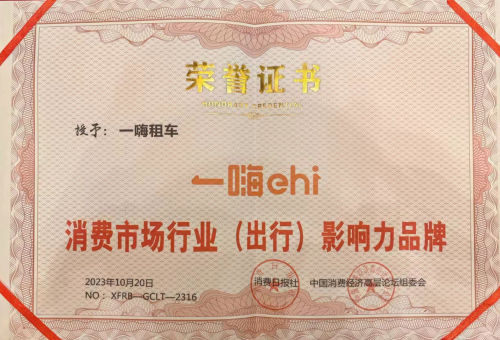 荣誉证书
授予：一嗨租车
一嗨ehi
消费市场行业（出行）影响力品牌
2023年10月20日
消费日报社 中国消费经济高层论坛组委会
NO：XFRB—GCLT—2316